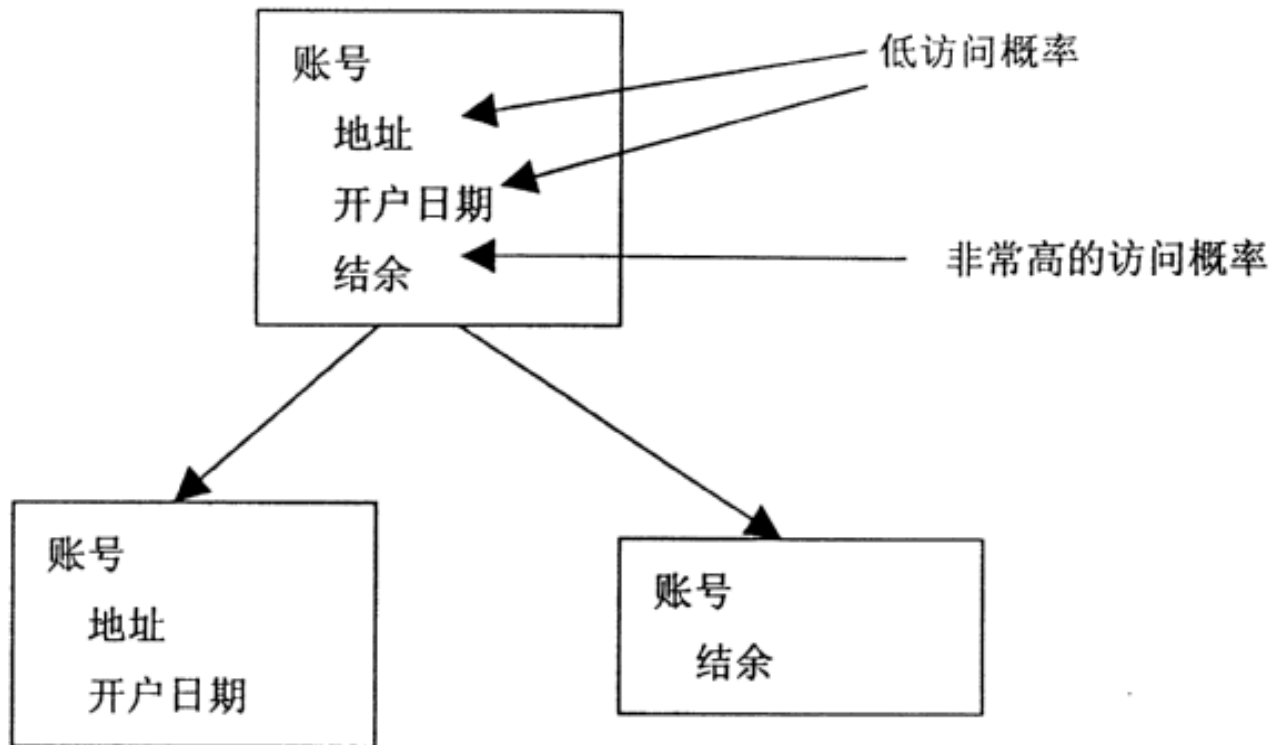 账号
地址
开户日期
结余
低访问概率
非常高的访问概率
账号
地址
开户日期
账号
结余